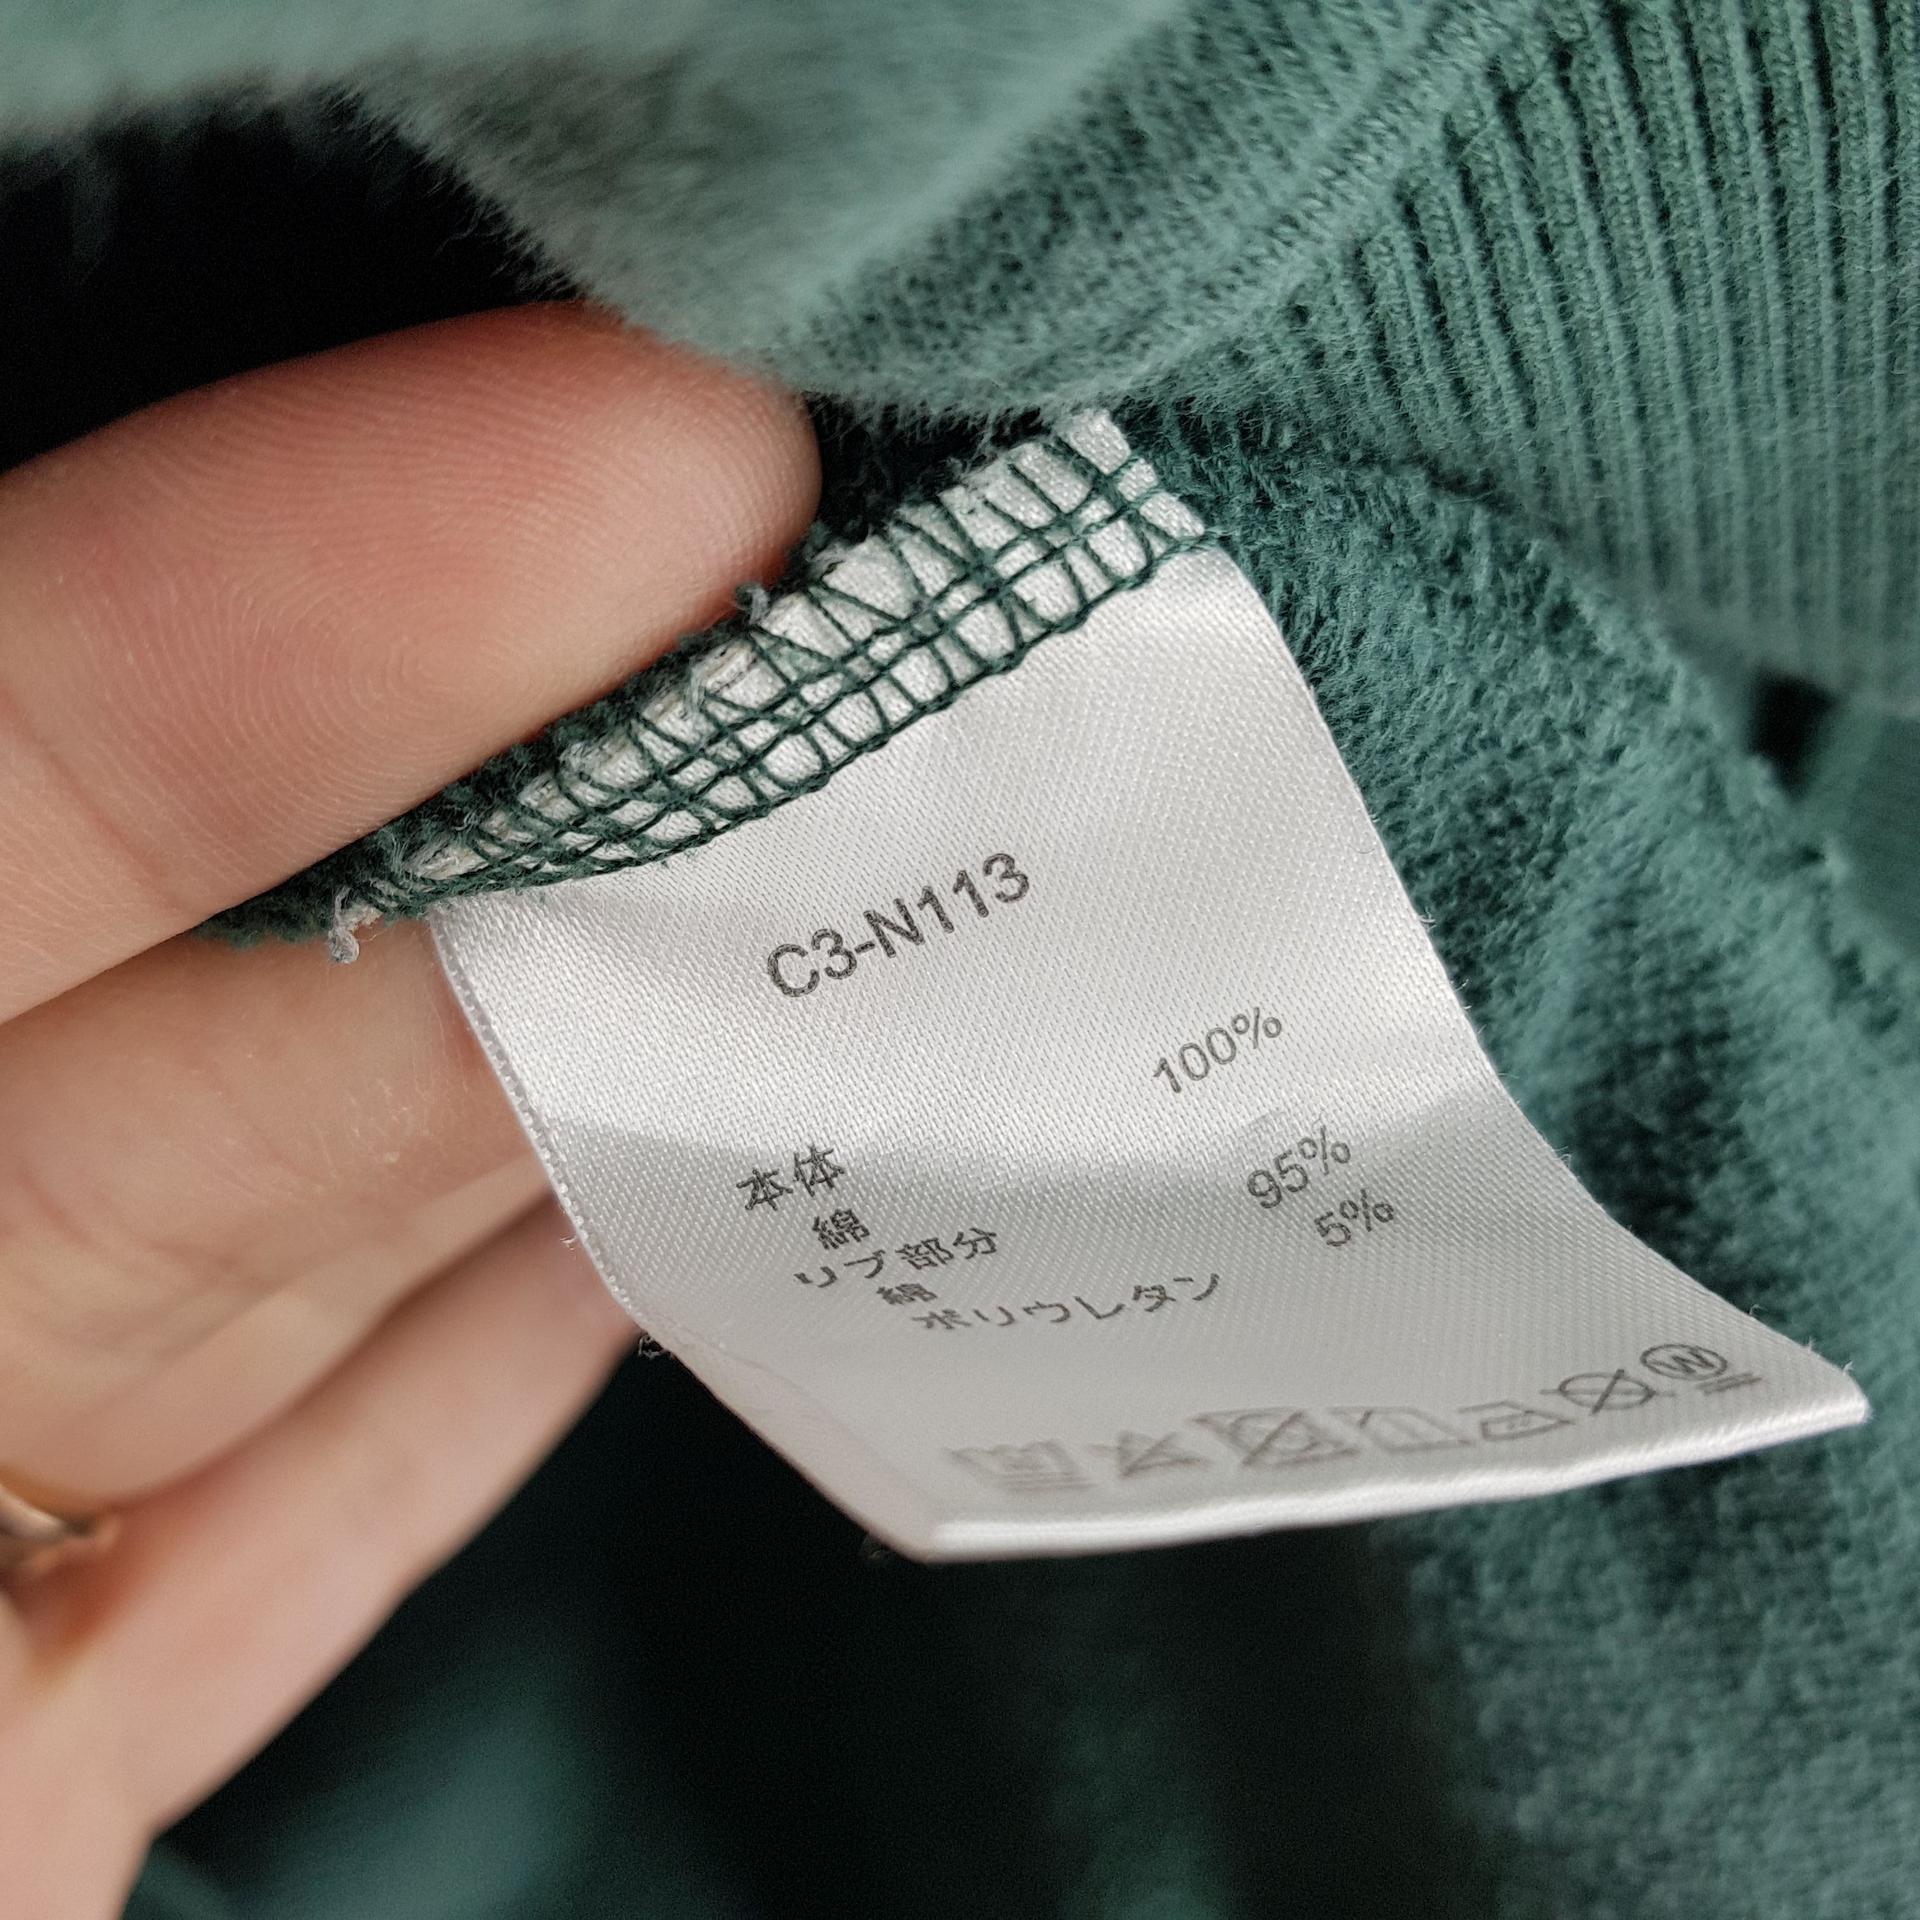 C3-N113
本体
綿 100%
リブ部分
綿 95%
ポリウレタン 5%
W